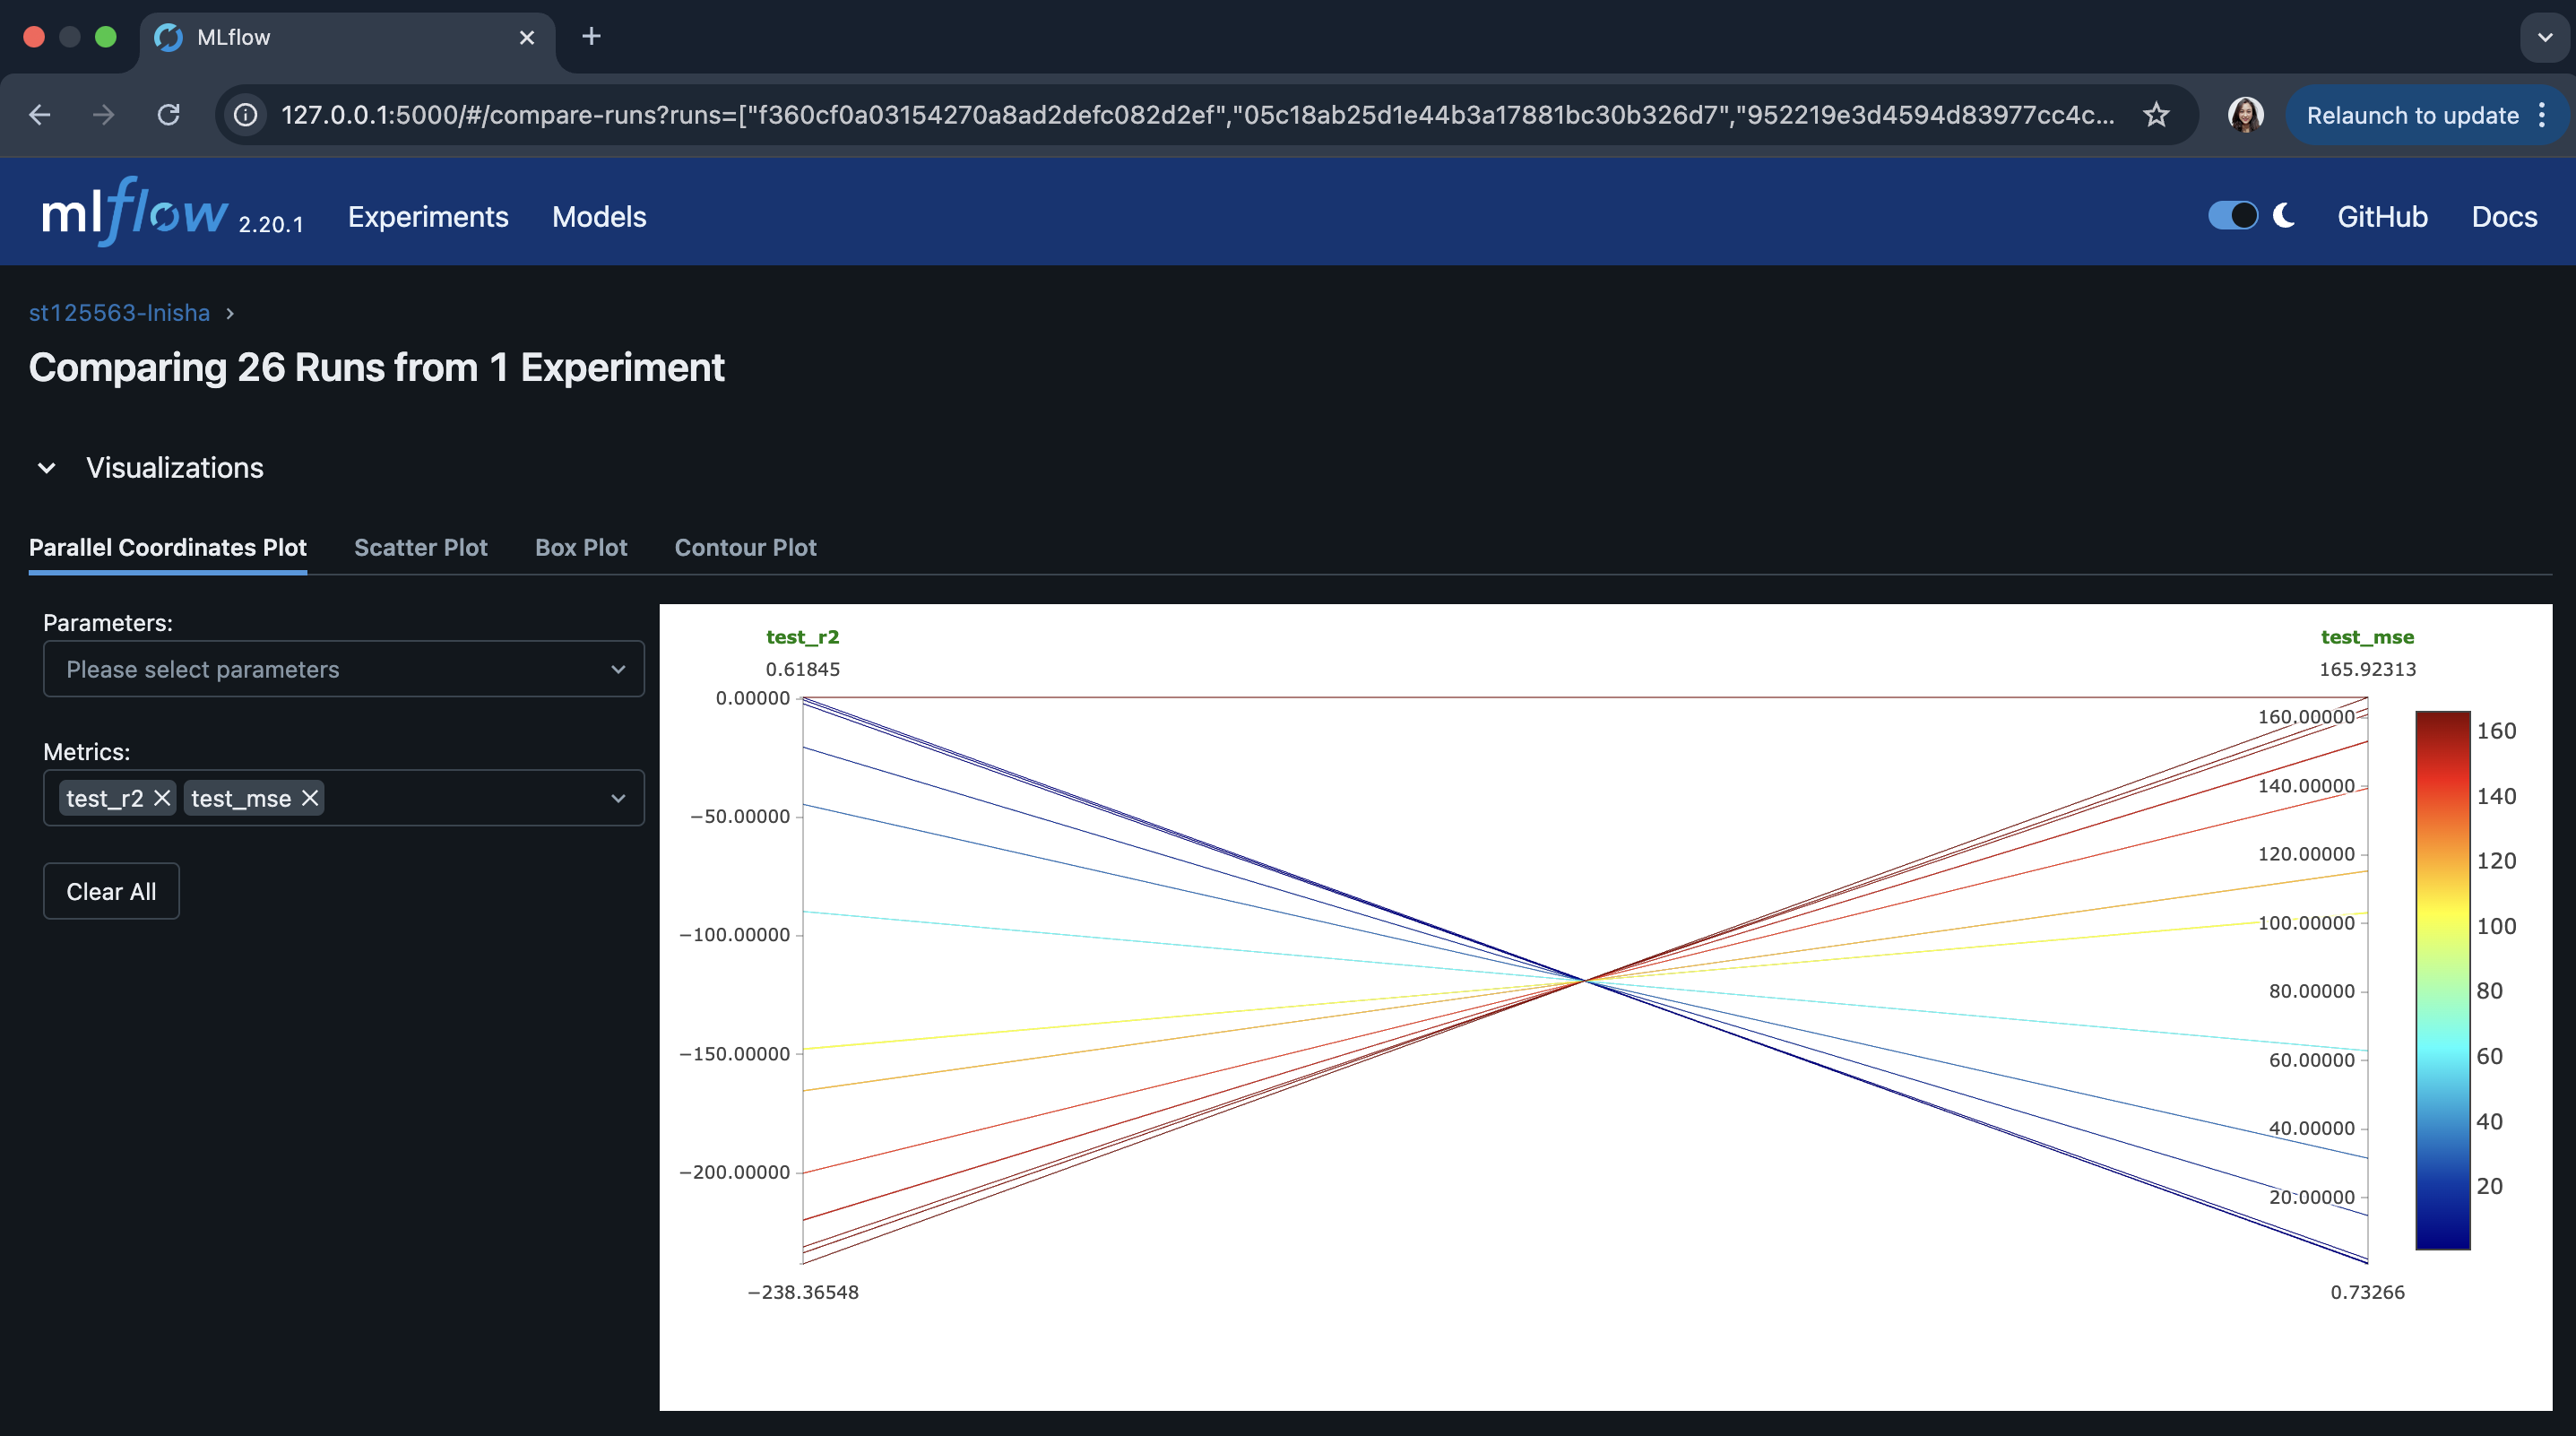 MLflow
127.0.0.1:5000/#/compare-runs?runs=["f360cf0a03154270a8ad2defc082d2ef","05c18ab25d1e44b3a17881bc30b326d7","952219e3d4594d83977cc4c...
Relaunch to update
mlflow 2.20.1 Experiments Models GitHub Docs
st125563-Inisha
Comparing 26 Runs from 1 Experiment
Visualizations
Parallel Coordinates Plot Scatter Plot Box Plot Contour Plot
Parameters:
Please select parameters
Metrics:
test_r2 test_mse
Clear All
test_r2
0.61845
0.00000
−50.00000
−100.00000
−150.00000
−200.00000
−238.36548
test_mse
165.92313
160.00000
140.00000
120.00000
100.00000
80.00000
60.00000
40.00000
20.00000
0.73266
160
140
120
100
80
60
40
20